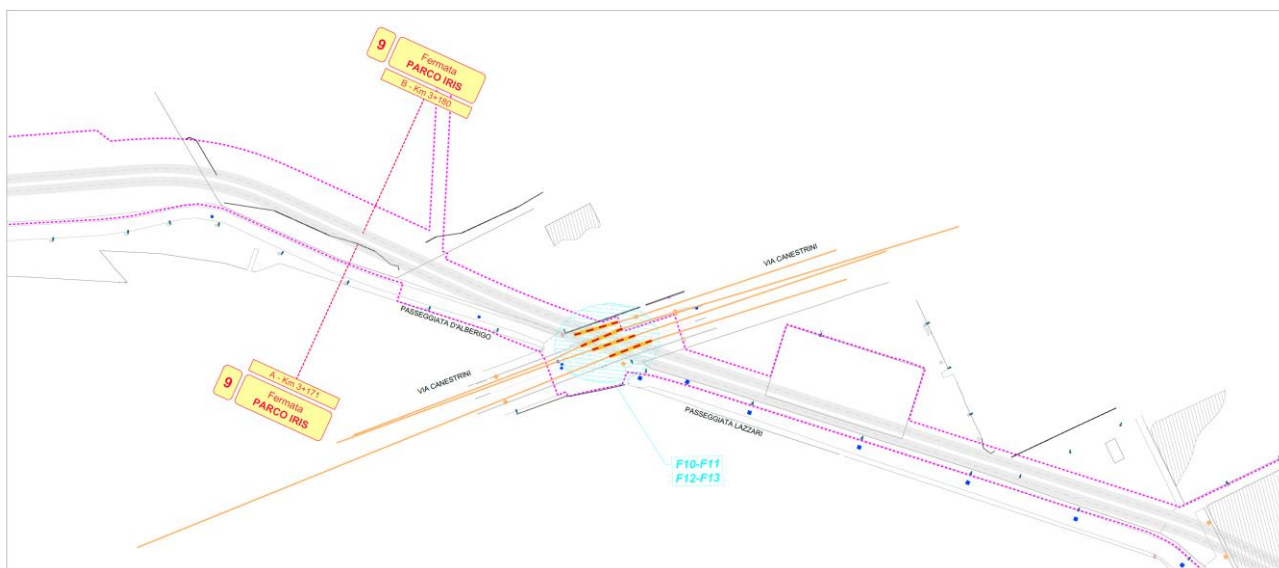 9
Fermata
PARCO IRIS
B - Km 3+180
VIA CANESTRINI
PASSEGGIATA D'ALBERIGO
A - Km 3+171
9
Fermata
PARCO IRIS
VIA CANESTRINI
PASSEGGIATA LAZZARI
F10-F11
F12-F13